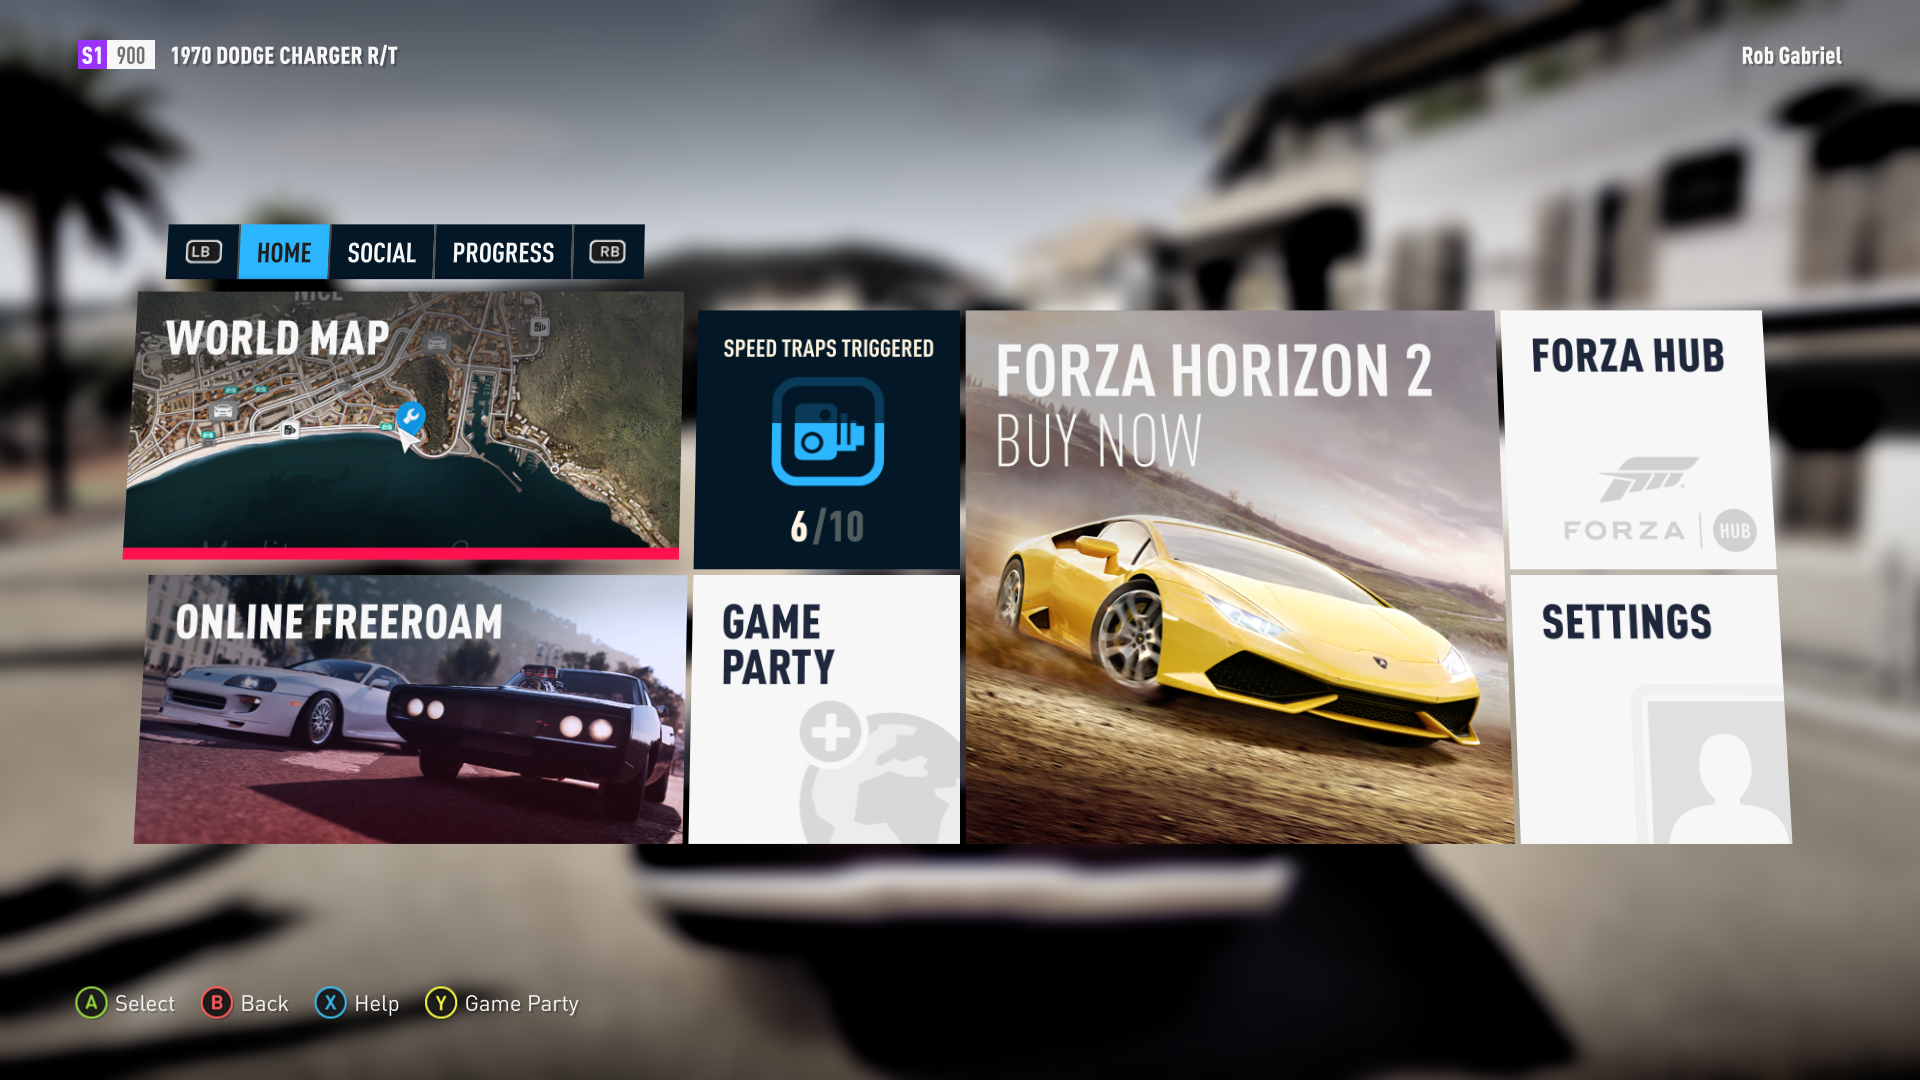 S1 900 1970 DODGE CHARGER R/T
Rob Gabriel
LB HOME SOCIAL PROGRESS RB
NICE
WORLD MAP
SPEED TRAPS TRIGGERED
6/10
FORZA HORIZON 2
BUY NOW
FORZA HUB
FORZA | HUB
ONLINE FREEROAM
GAME
PARTY
SETTINGS
A Select B Back X Help Y Game Party